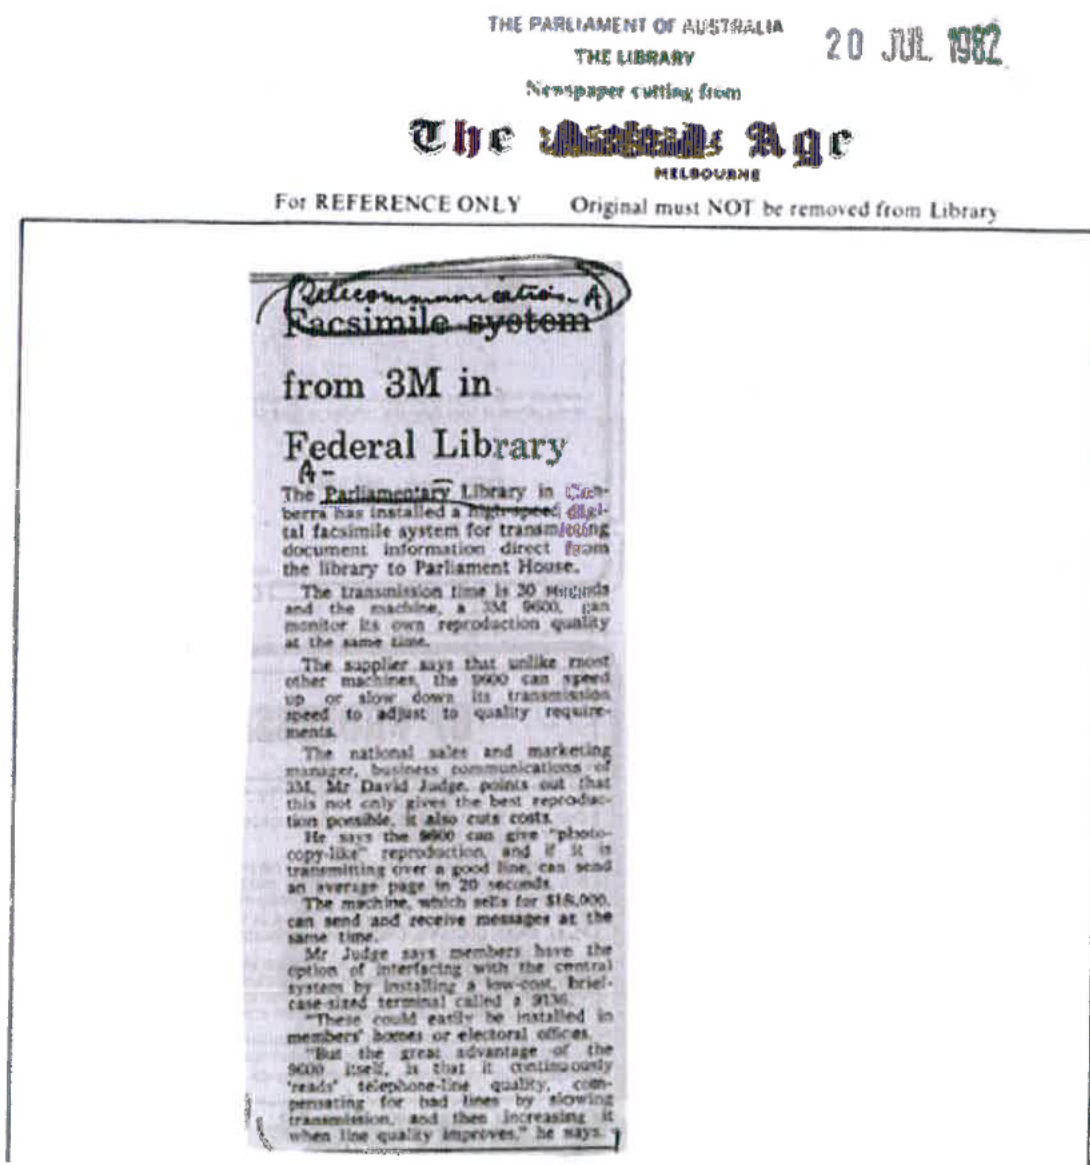 THE PARLIAMENT OF AUSTRALIA
20 JUL 1982
THE LIBRARY
Newspaper cutting from
The Age
MELBOURNE
For REFERENCE ONLY Original must NOT be removed from Library
Telecommunication - A
Facsimile system
from 3M in
Federal Library
A -
The Parliamentary Library in Can-
berra has installed a high-speed digi-
tal facsimile system for transmitting
document information direct from
the library to Parliament House.
The transmission time is 20 seconds
and the machine, a 3M 9600, can
monitor its own reproduction quality
at the same time.
The supplier says that unlike most
other machines, the 9600 can speed
up or slow down its transmission
speed to adjust to quality require-
ments.
The national sales and marketing
manager, business communications of
3M, Mr David Judge, points out that
this not only gives the best reproduc-
tion possible, it also cuts costs.
He says the 9600 can give "photo-
copy-like" reproduction, and if it is
transmitting over a good line, can send
an average page in 20 seconds.
The machine, which sells for $18,000,
can send and receive messages at the
same time.
Mr Judge says members have the
option of interfacing with the central
system by installing a low-cost, brief-
case-sized terminal called a 9136.
"These could easily be installed in
members' homes or electoral offices.
"But the great advantage of the
9600 itself, is that it continuously
'reads' telephone-line quality, com-
pensating for bad lines by slowing
transmission, and then increasing it
when line quality improves," he says.